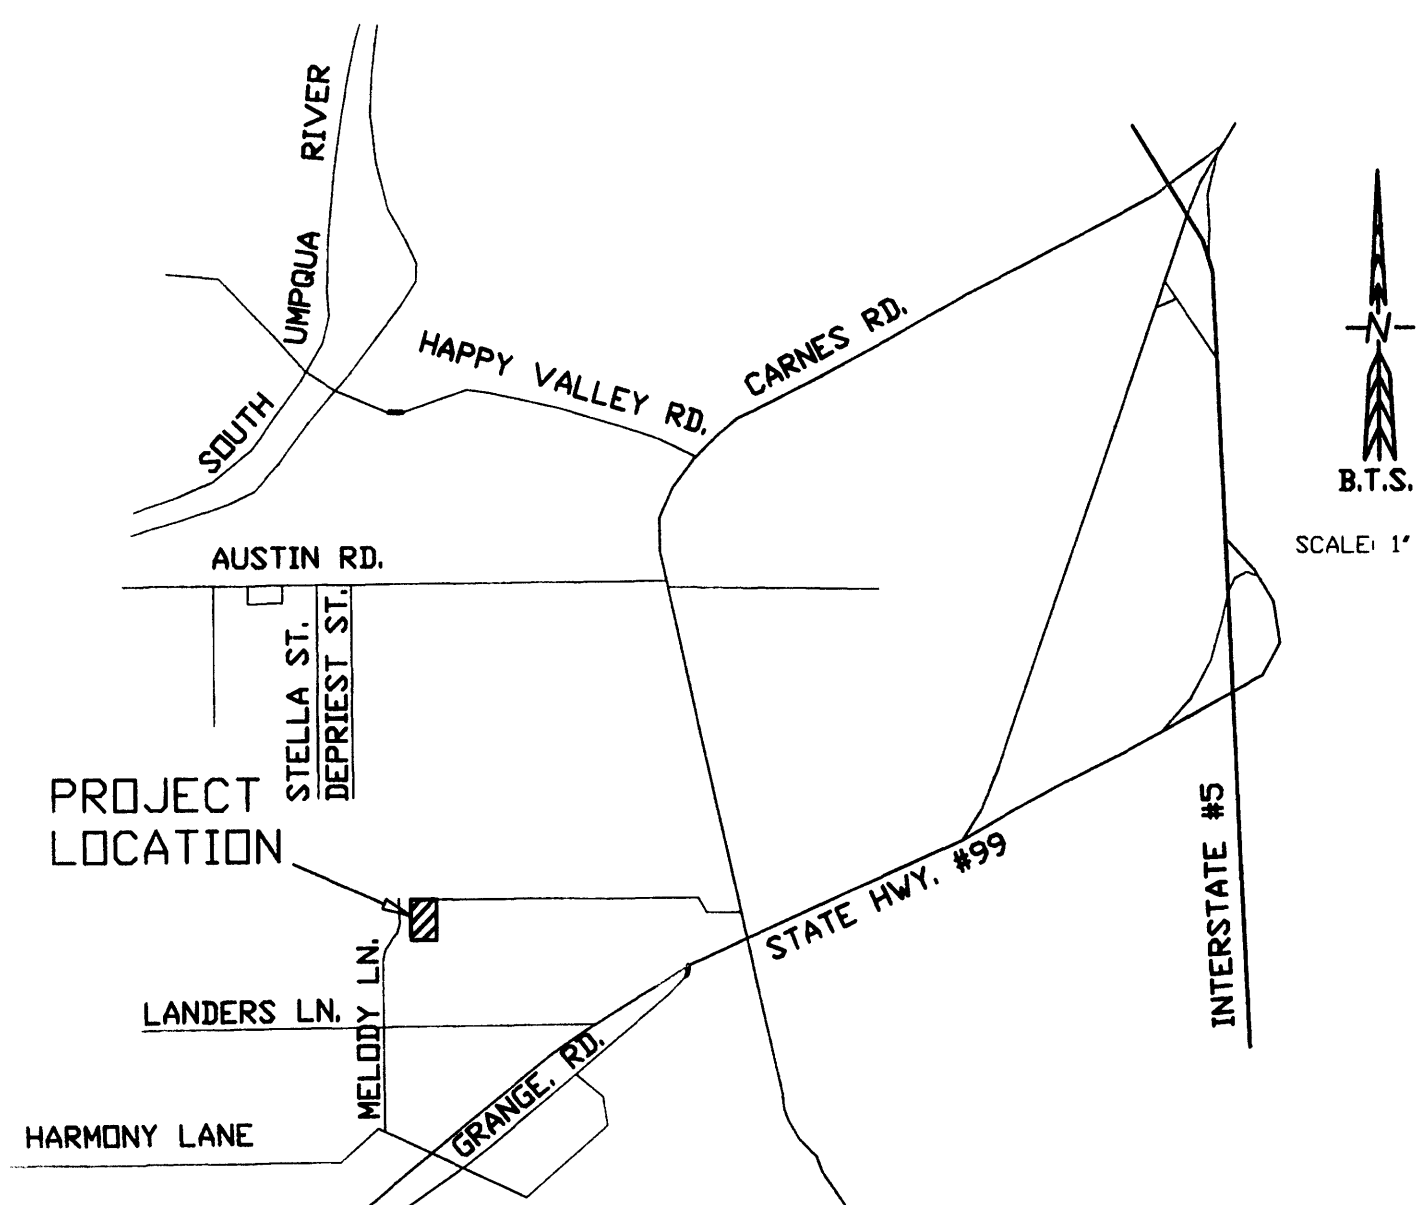 SOUTH UMPQUA RIVER
HAPPY VALLEY RD.
CARNES RD.
N
B.T.S.
SCALE: 1"
AUSTIN RD.
STELLA ST.
DEPRIEST ST.
PROJECT
LOCATION
STATE HWY. #99
INTERSTATE #5
MELODY LN.
LANDERS LN.
GRANGE. RD.
HARMONY LANE